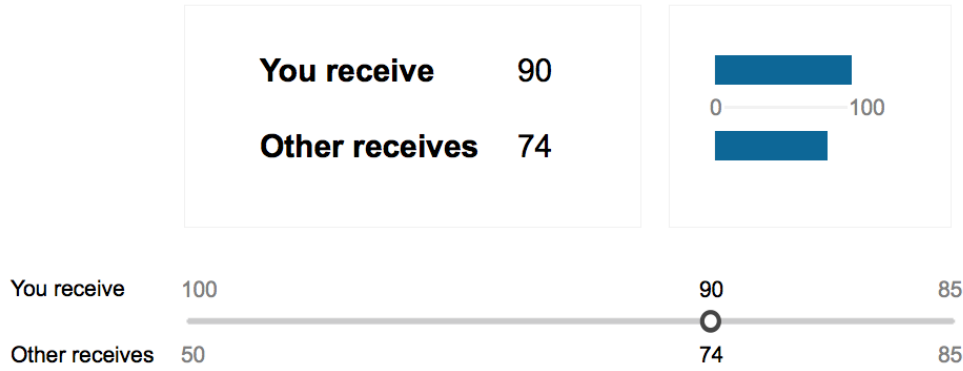 You receive 90
0 100
Other receives 74
You receive 100 90 85
Other receives 50 74 85